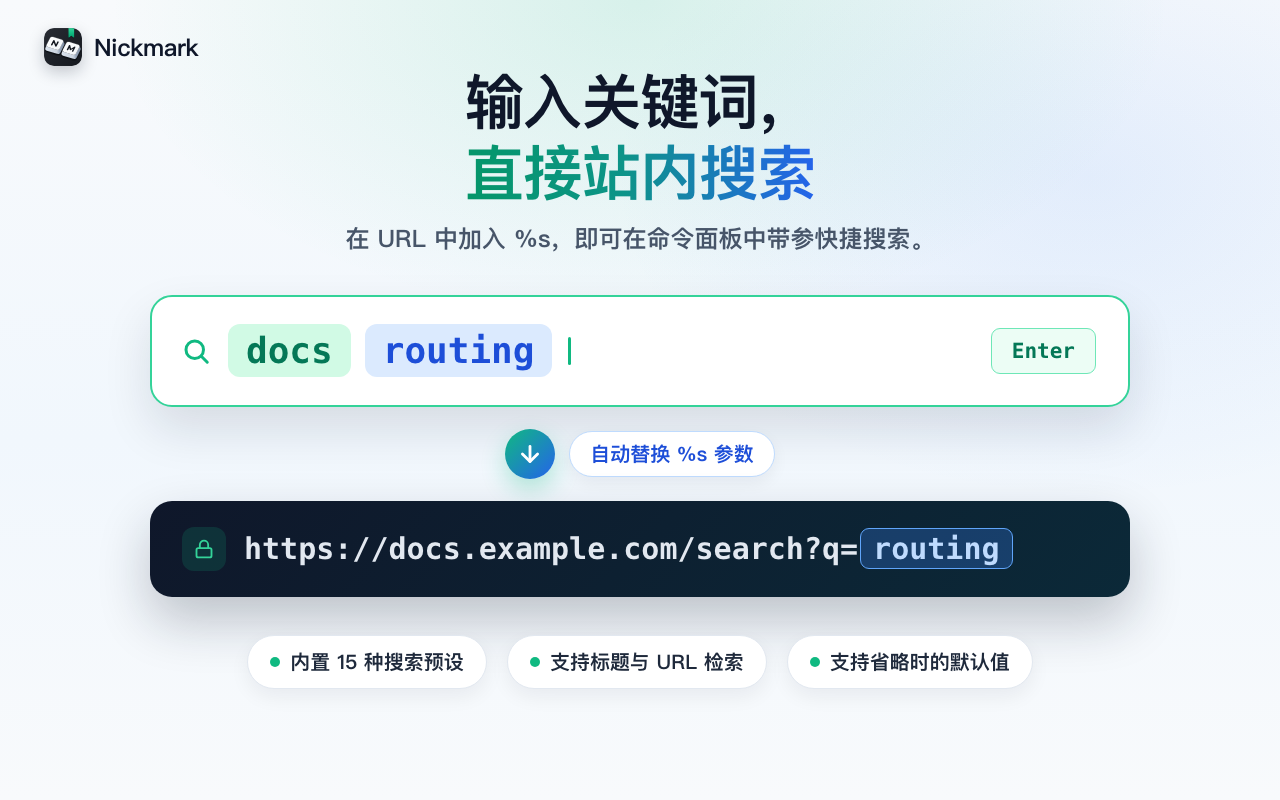 N M
Nickmark
输入关键词，
直接站内搜索
在 URL 中加入 %s，即可在命令面板中带参快捷搜索。
docs routing Enter
自动替换 %s 参数
https://docs.example.com/search?q=routing
内置 15 种搜索预设
支持标题与 URL 检索
支持省略时的默认值